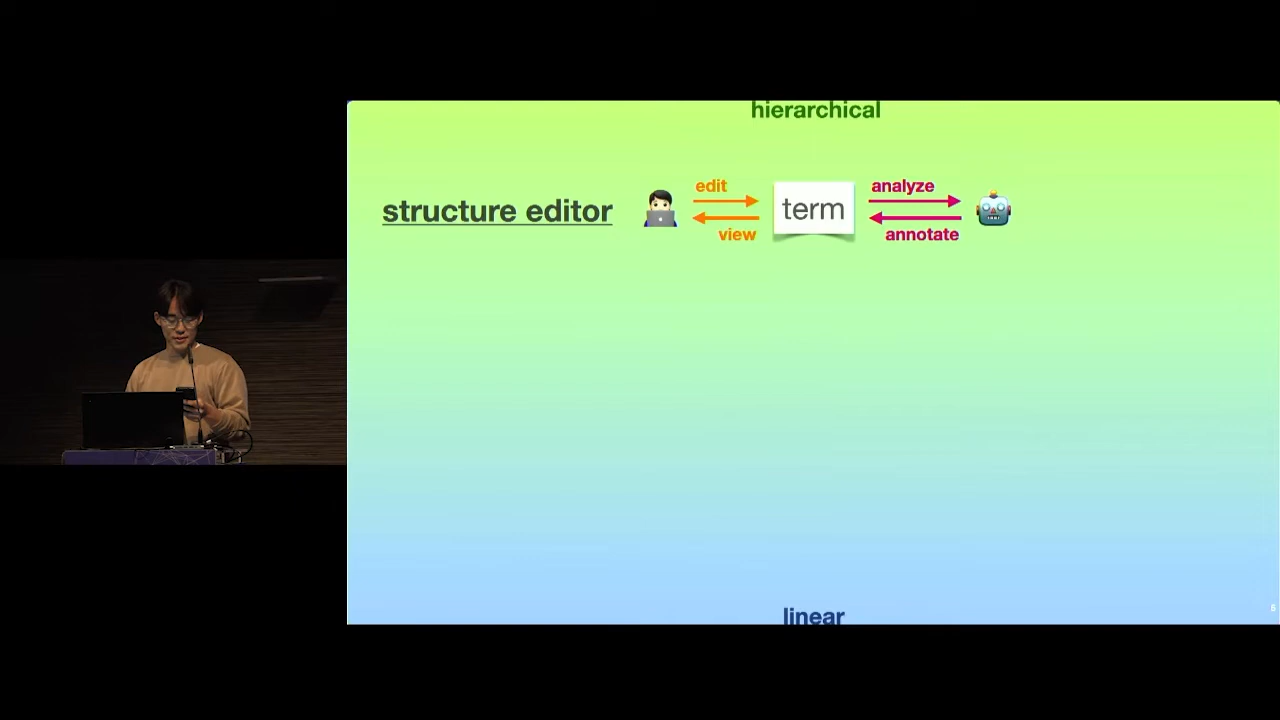 hierarchical
structure editor
edit
view
term
analyze
annotate
linear